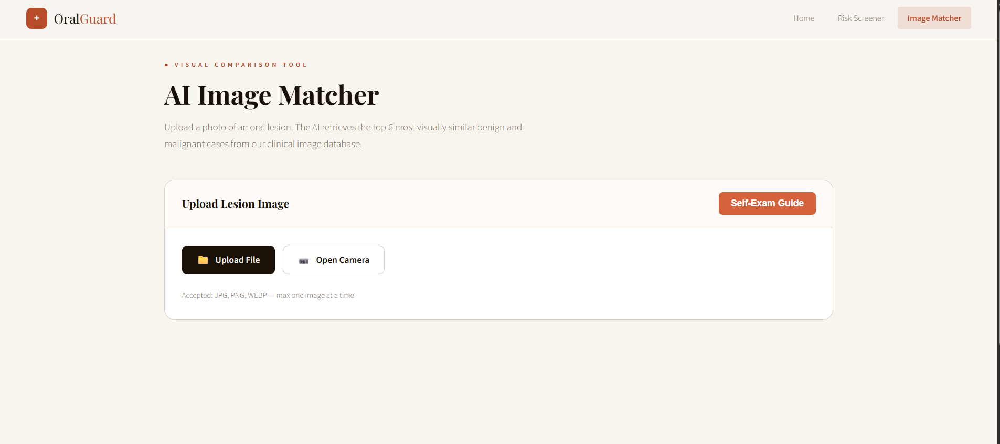 + OralGuard
Home
Risk Screener
Image Matcher
• VISUAL COMPARISON TOOL
AI Image Matcher
Upload a photo of an oral lesion. The AI retrieves the top 6 most visually similar benign and
malignant cases from our clinical image database.
Upload Lesion Image
Self-Exam Guide
Upload File
Open Camera
Accepted: JPG, PNG, WEBP — max one image at a time